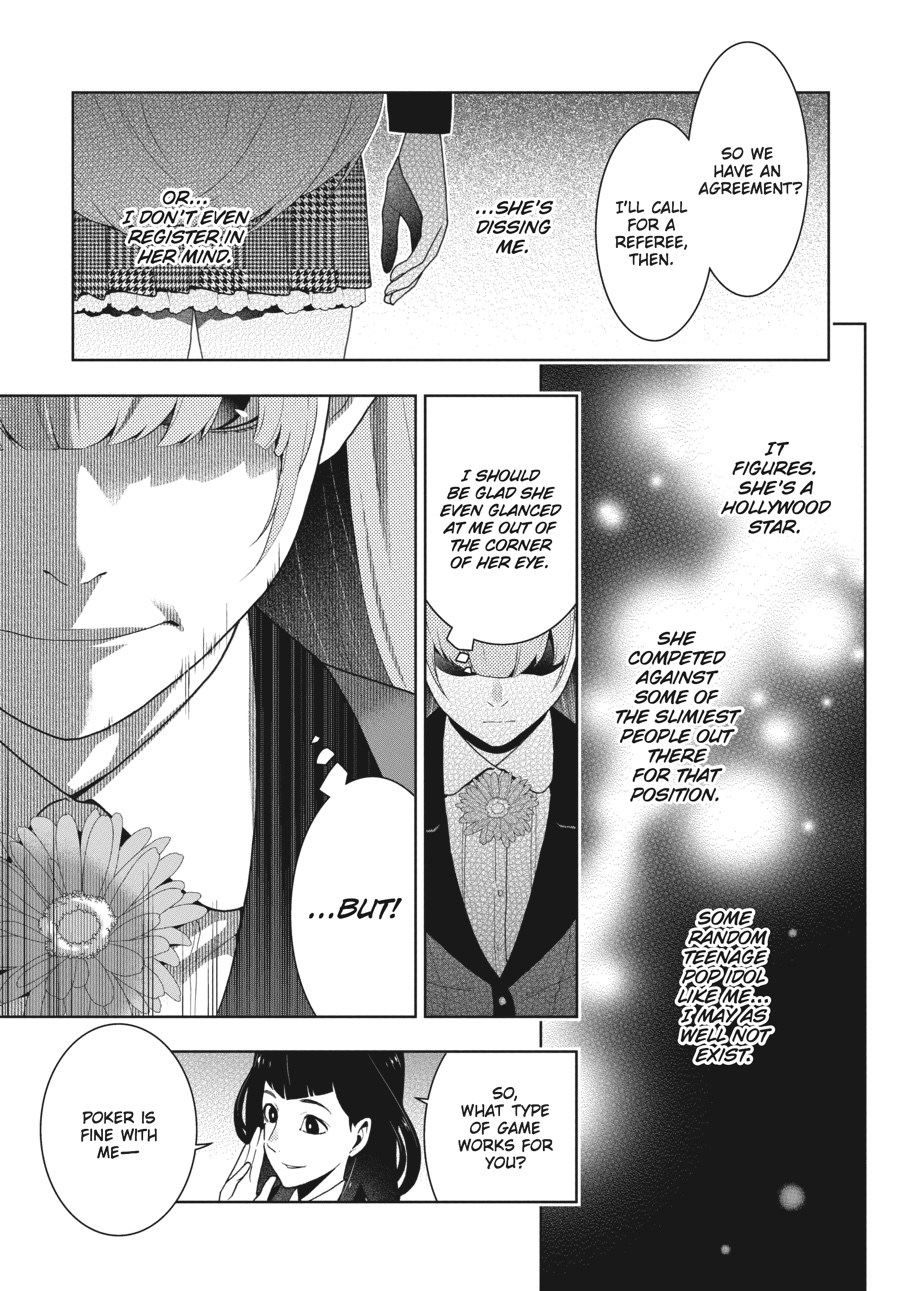 SO WE
HAVE AN
AGREEMENT?
I'LL CALL
FOR A
REFEREE,
THEN.
...SHE'S
DISSING
ME.
OR...
I DON'T EVEN
REGISTER IN
HER MIND.
IT
FIGURES.
SHE'S A
HOLLYWOOD
STAR.
SHE
COMPETED
AGAINST
SOME OF
THE SLIMIEST
PEOPLE OUT
THERE
FOR THAT
POSITION.
SOME
RANDOM
TEENAGE
POP IDOL
LIKE ME...
I MAY AS
WELL NOT
EXIST.
I SHOULD
BE GLAD SHE
EVEN GLANCED
AT ME OUT OF
THE CORNER
OF HER EYE.
...BUT!
SO,
WHAT TYPE
OF GAME
WORKS FOR
YOU?
POKER IS
FINE WITH
ME—